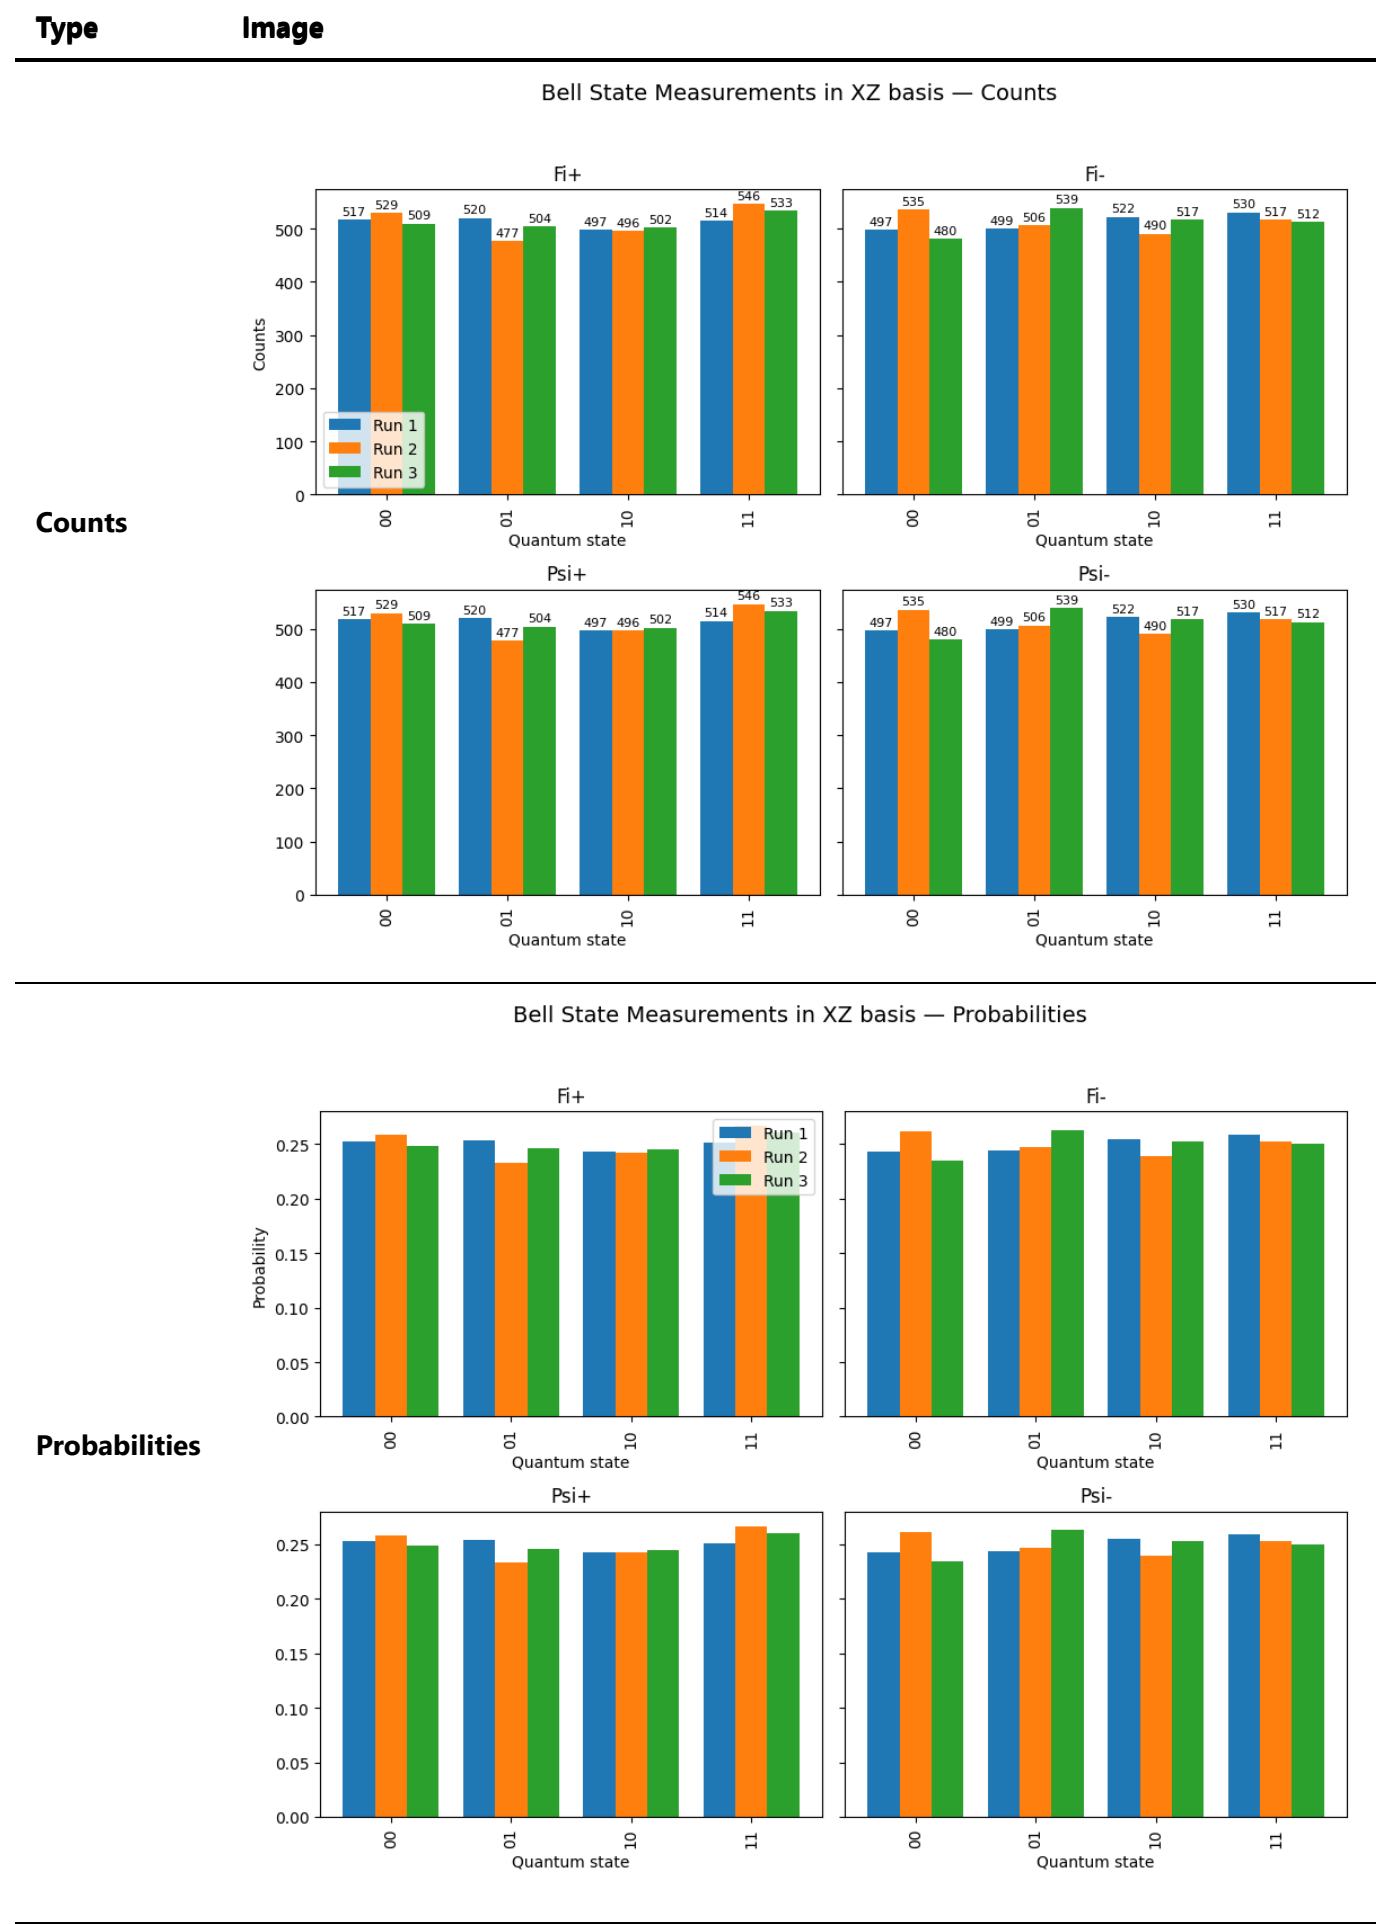 Type Image
Bell State Measurements in XZ basis — Counts
Fi+ Fi-
517 529 509 520 477 504 497 496 502 514 546 533
497 535 480 499 506 539 522 490 517 530 517 512
Counts
500
400
300
200
100
0
Run 1
Run 2
Run 3
00 01 10 11 00 01 10 11
Quantum state Quantum state
Counts
Psi+ Psi-
517 529 509 520 477 504 497 496 502 514 546 533
497 535 480 499 506 539 522 490 517 530 517 512
500
400
300
200
100
0
00 01 10 11 00 01 10 11
Quantum state Quantum state
Bell State Measurements in XZ basis — Probabilities
Fi+ Fi-
Probability
0.25
0.20
0.15
0.10
0.05
0.00
Run 1
Run 2
Run 3
00 01 10 11 00 01 10 11
Quantum state Quantum state
Probabilities
Psi+ Psi-
0.25
0.20
0.15
0.10
0.05
0.00
00 01 10 11 00 01 10 11
Quantum state Quantum state